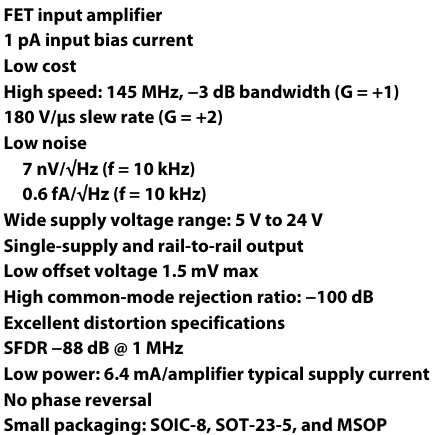 FET input amplifier
1 pA input bias current
Low cost
High speed: 145 MHz, −3 dB bandwidth (G = +1)
180 V/μs slew rate (G = +2)
Low noise
7 nV/√Hz (f = 10 kHz)
0.6 fA/√Hz (f = 10 kHz)
Wide supply voltage range: 5 V to 24 V
Single-supply and rail-to-rail output
Low offset voltage 1.5 mV max
High common-mode rejection ratio: −100 dB
Excellent distortion specifications
SFDR −88 dB @ 1 MHz
Low power: 6.4 mA/amplifier typical supply current
No phase reversal
Small packaging: SOIC-8, SOT-23-5, and MSOP